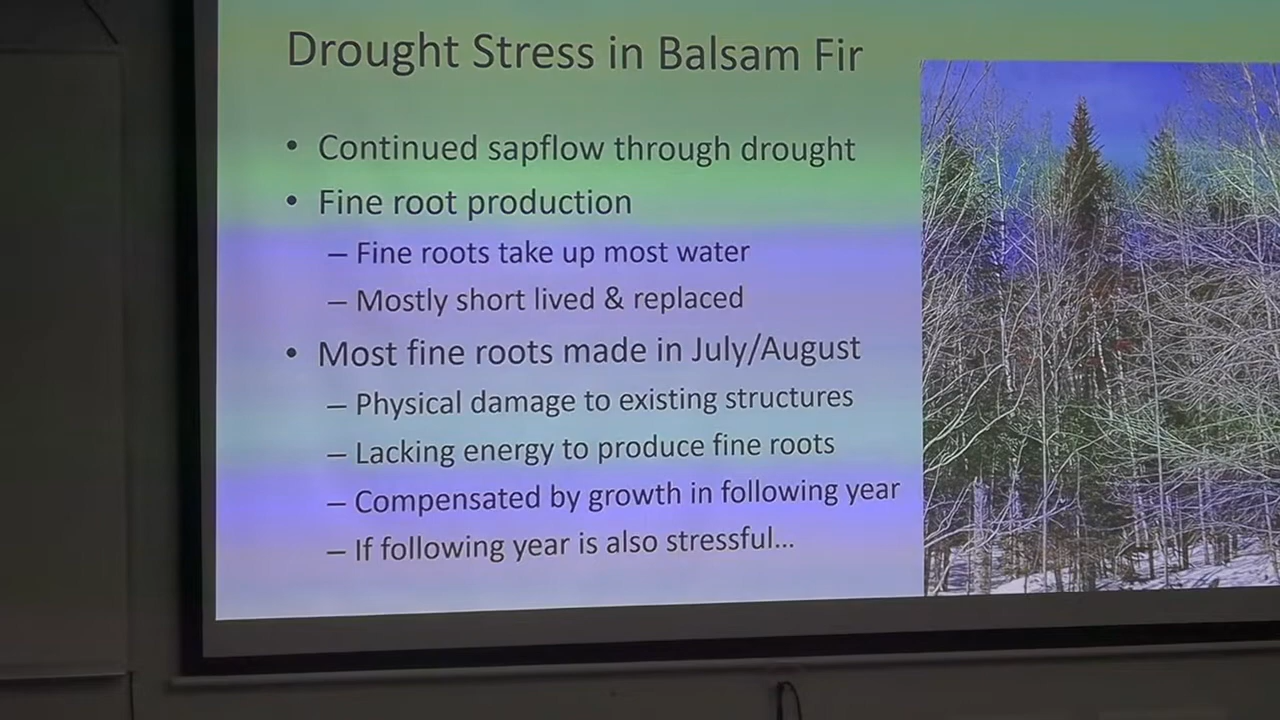 Drought Stress in Balsam Fir
• Continued sapflow through drought
• Fine root production
– Fine roots take up most water
– Mostly short lived & replaced
• Most fine roots made in July/August
– Physical damage to existing structures
– Lacking energy to produce fine roots
– Compensated by growth in following year
– If following year is also stressful...